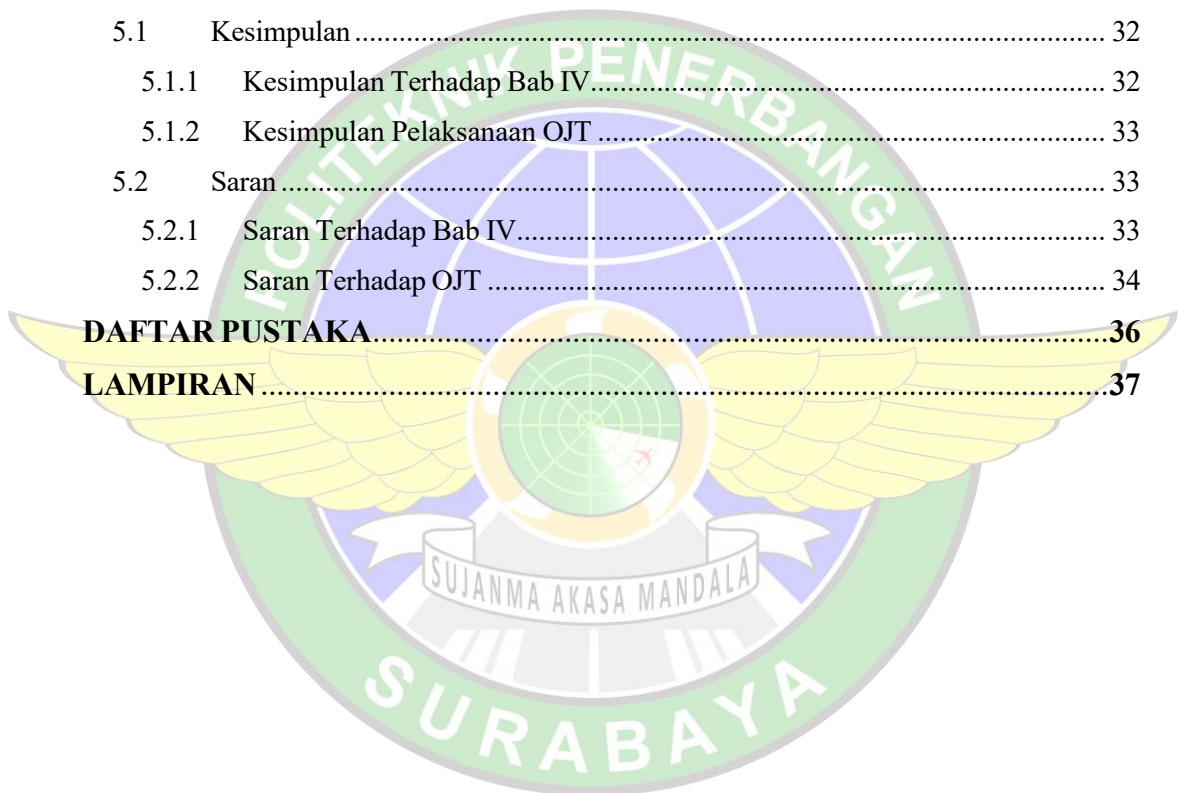 5.1 Kesimpulan ........ 32
5.1.1 Kesimpulan Terhadap Bab IV ........ 32
5.1.2 Kesimpulan Pelaksanaan OJT ........ 33
5.2 Saran ........ 33
5.2.1 Saran Terhadap Bab IV ........ 33
5.2.2 Saran Terhadap OJT ........ 34
DAFTAR PUSTAKA ........ 36
LAMPIRAN ........ 37
POLITEKNIK PENERBANGAN
SUJANMA AKASA MANDALA
SURABAYA